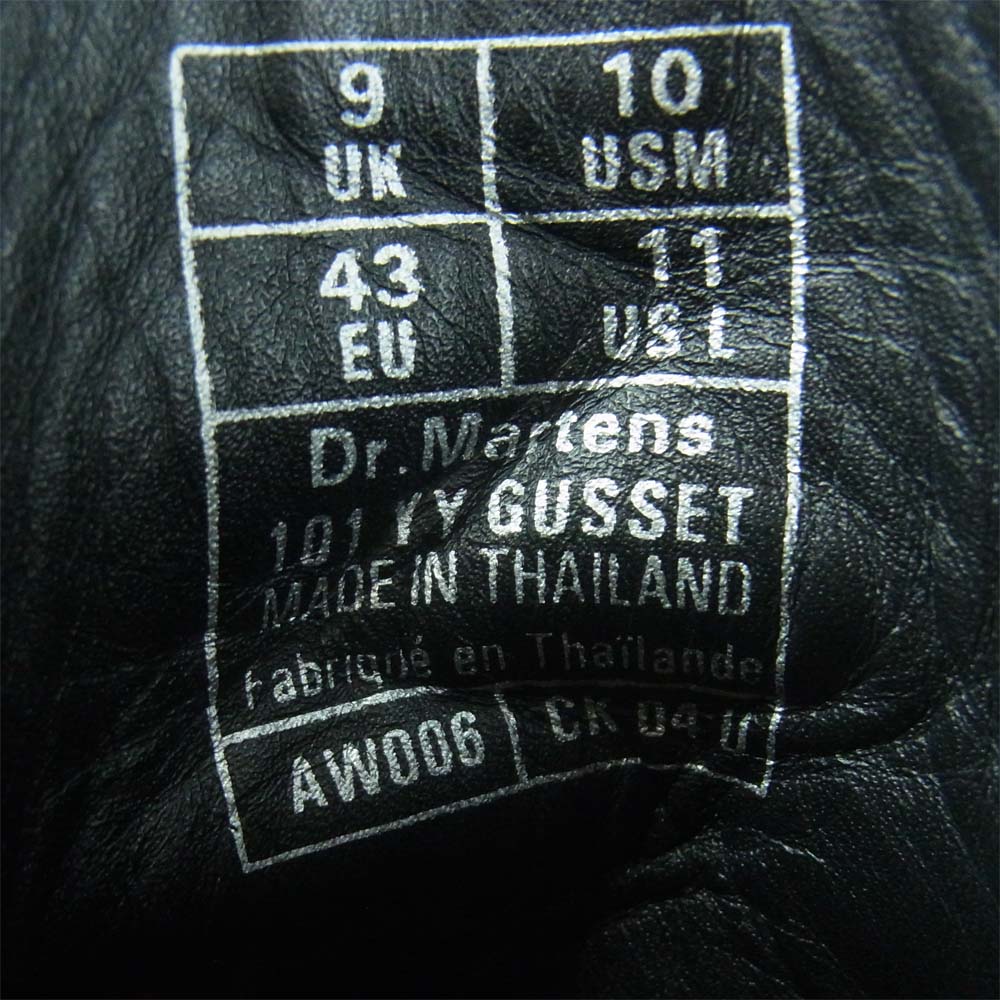 9 UK
10 USM
43 EU
11 US L
Dr. Martens
101 YY GUSSET
MADE IN THAILAND
Fabriqué en Thaïlande
AW006
CK 04